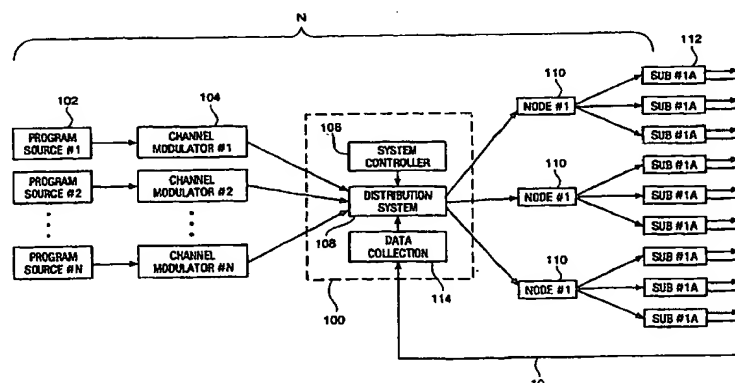 N
102
104
110
112
PROGRAM
SOURCE #1
CHANNEL
MODULATOR #1
PROGRAM
SOURCE #2
CHANNEL
MODULATOR #2
PROGRAM
SOURCE #N
CHANNEL
MODULATOR #N
108
SYSTEM
CONTROLLER
DISTRIBUTION
SYSTEM
108
DATA
COLLECTION
114
100
NODE #1
110
NODE #1
110
NODE #1
SUB #1A
SUB #1A
SUB #1A
SUB #1A
SUB #1A
SUB #1A
SUB #1A
SUB #1A
SUB #1A